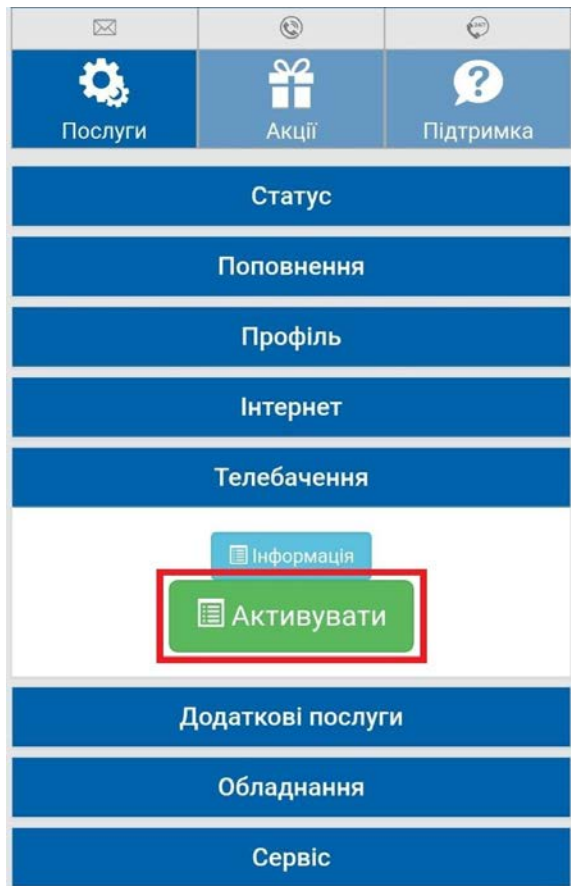 Послуги
Акції
Підтримка
Статус
Поповнення
Профіль
Інтернет
Телебачення
Інформація
Активувати
Додаткові послуги
Обладнання
Сервіс